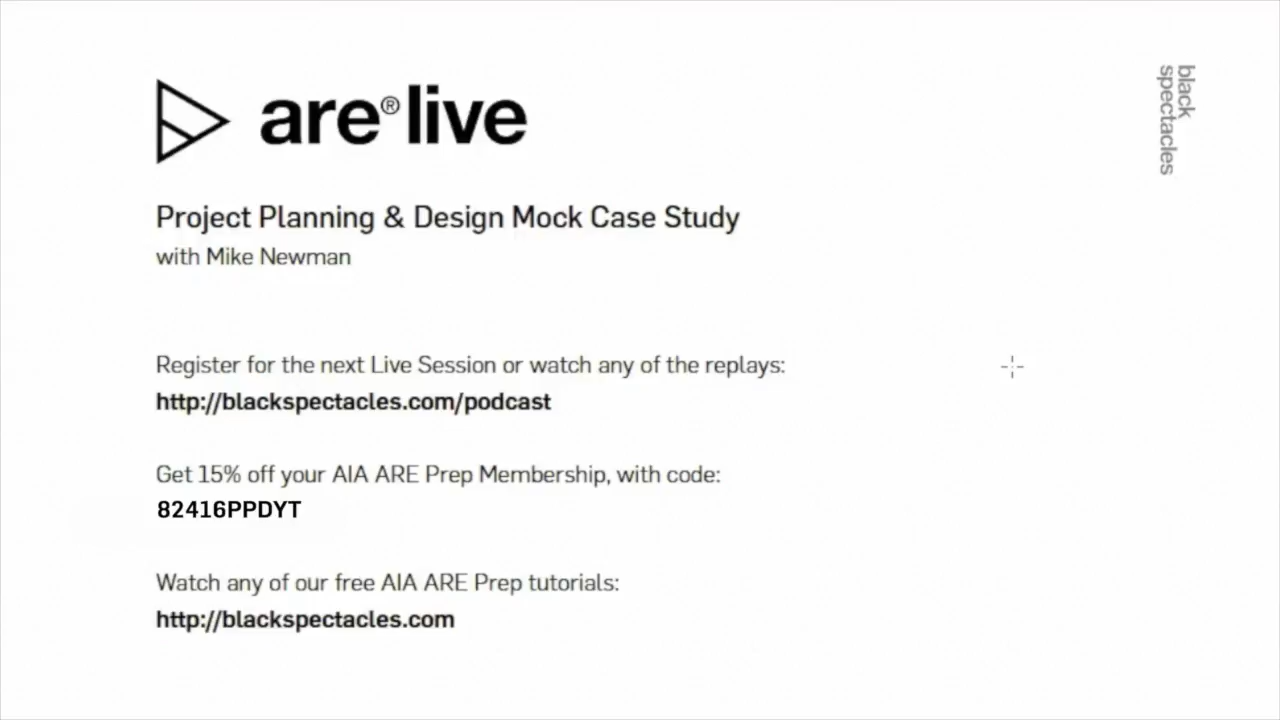 are® live
black
spectacles
Project Planning & Design Mock Case Study
with Mike Newman
Register for the next Live Session or watch any of the replays:
http://blackspectacles.com/podcast
Get 15% off your AIA ARE Prep Membership, with code:
82416PPDYT
Watch any of our free AIA ARE Prep tutorials:
http://blackspectacles.com